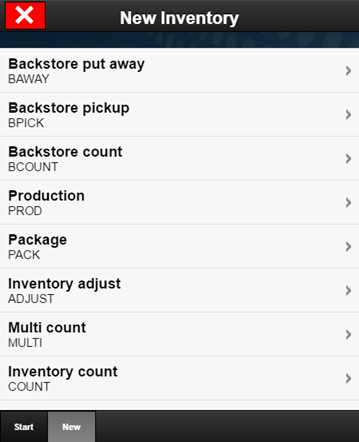 New Inventory
Backstore put away
BAWAY
Backstore pickup
BPICK
Backstore count
BCOUNT
Production
PROD
Package
PACK
Inventory adjust
ADJUST
Multi count
MULTI
Inventory count
COUNT
Start New